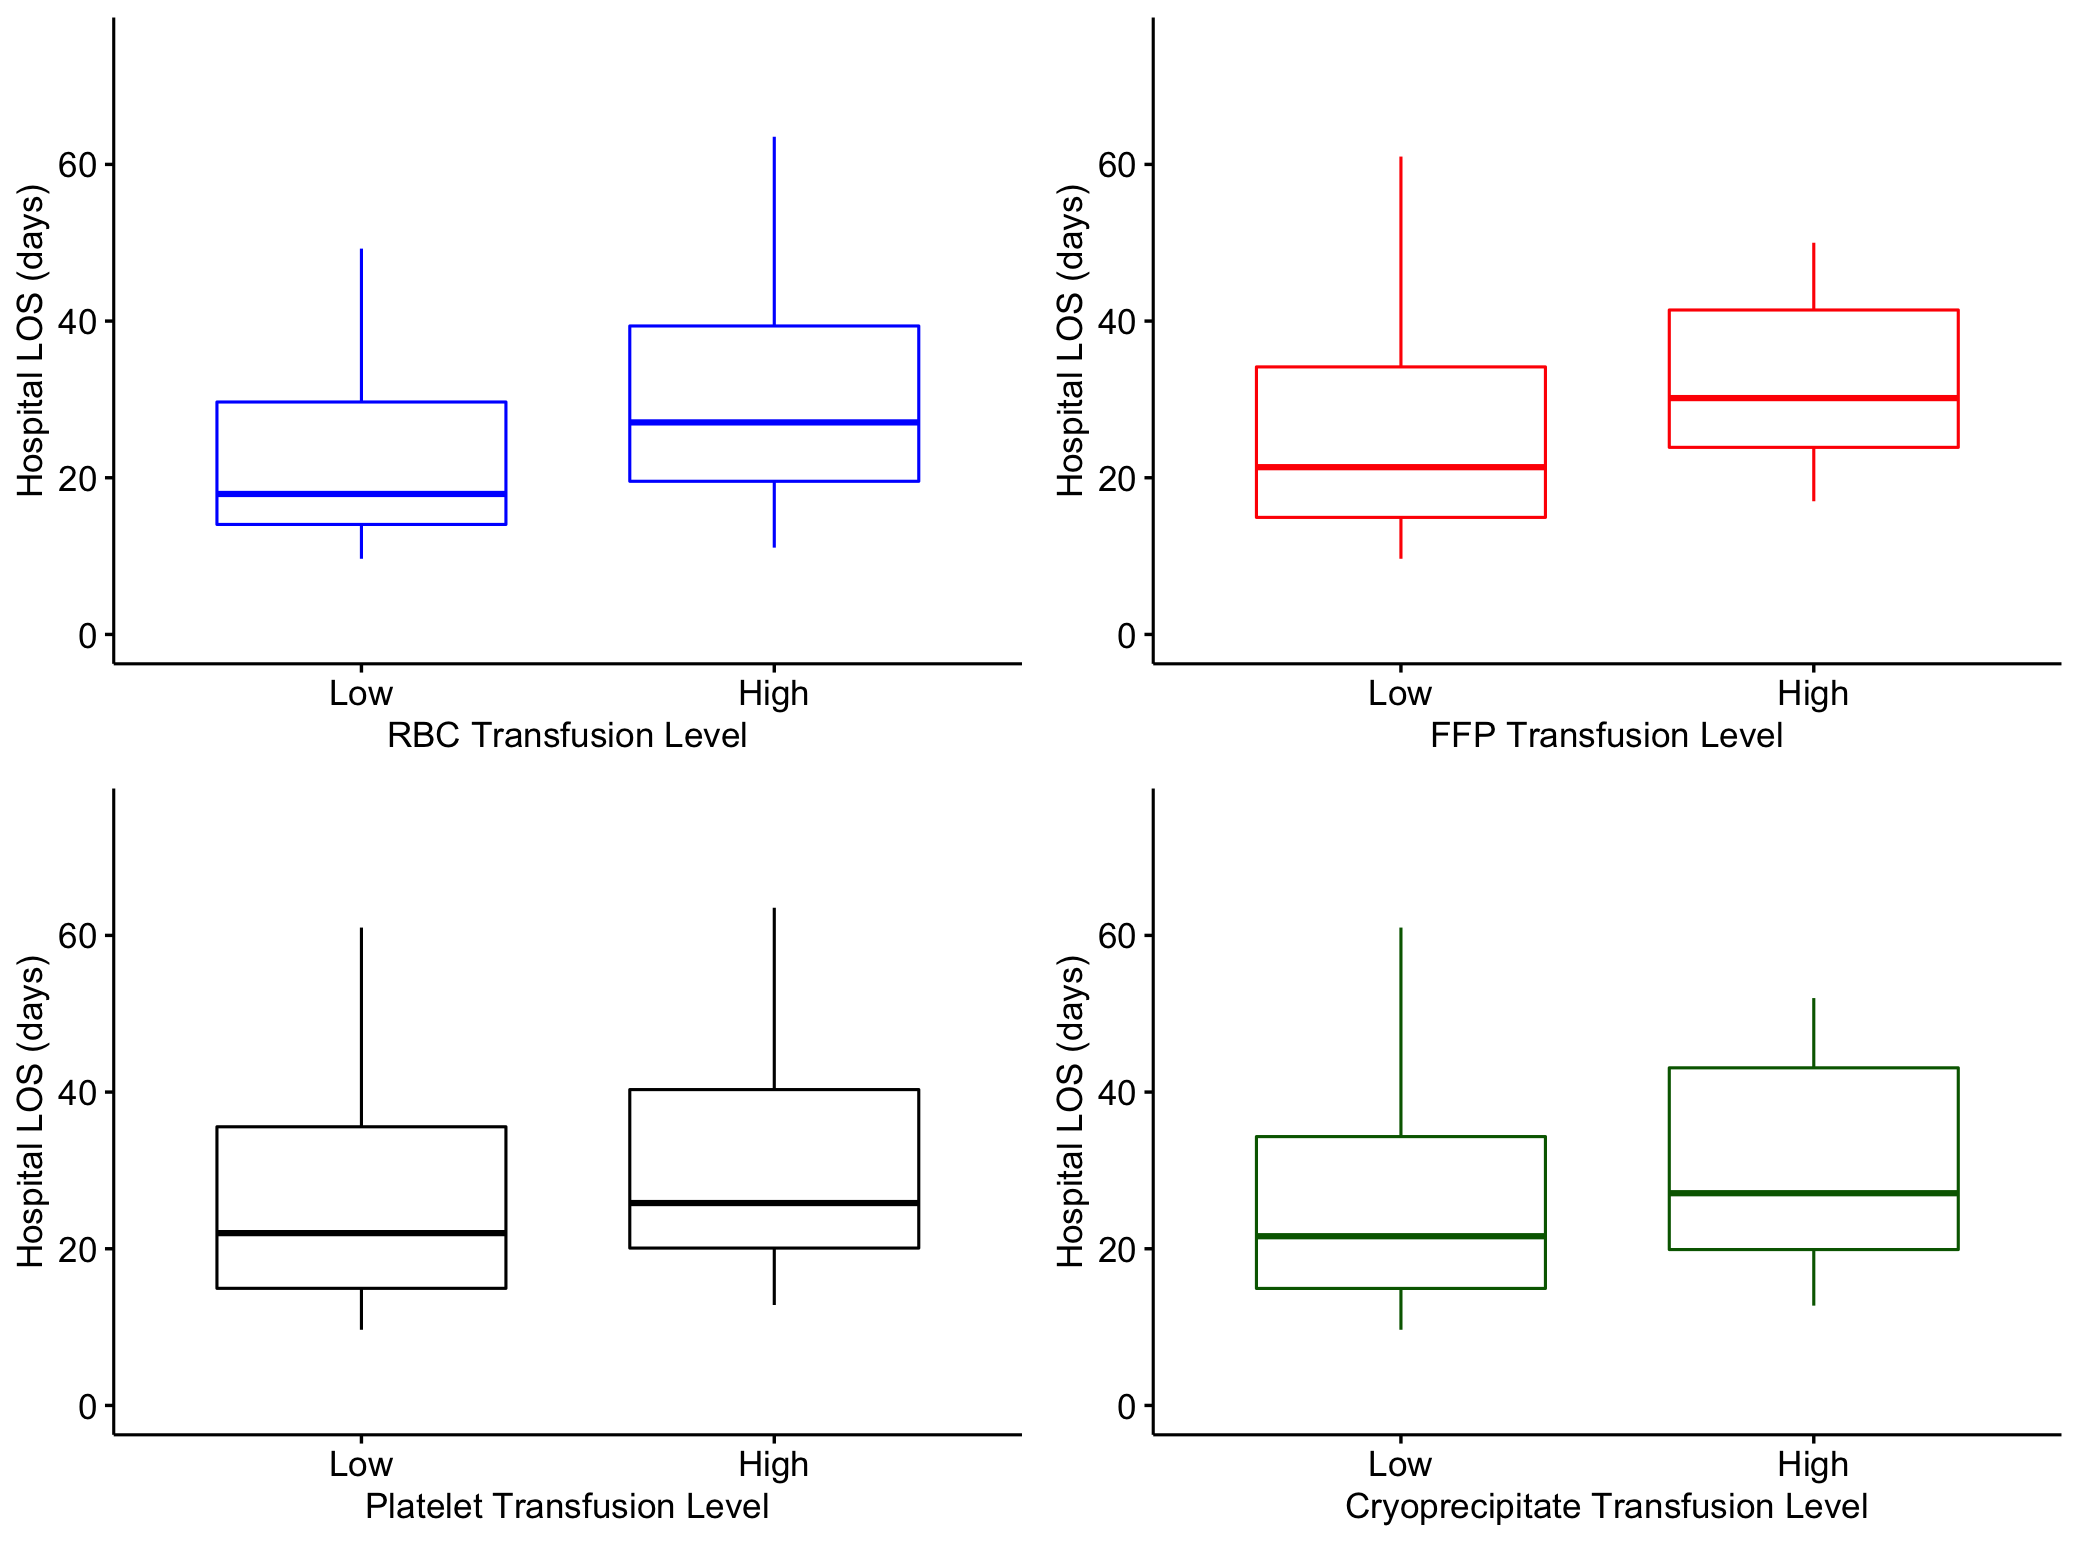 Hospital LOS (days)
60
40
20
0
Low High
RBC Transfusion Level
Hospital LOS (days)
60
40
20
0
Low High
FFP Transfusion Level
Hospital LOS (days)
60
40
20
0
Low High
Platelet Transfusion Level
Hospital LOS (days)
60
40
20
0
Low High
Cryoprecipitate Transfusion Level